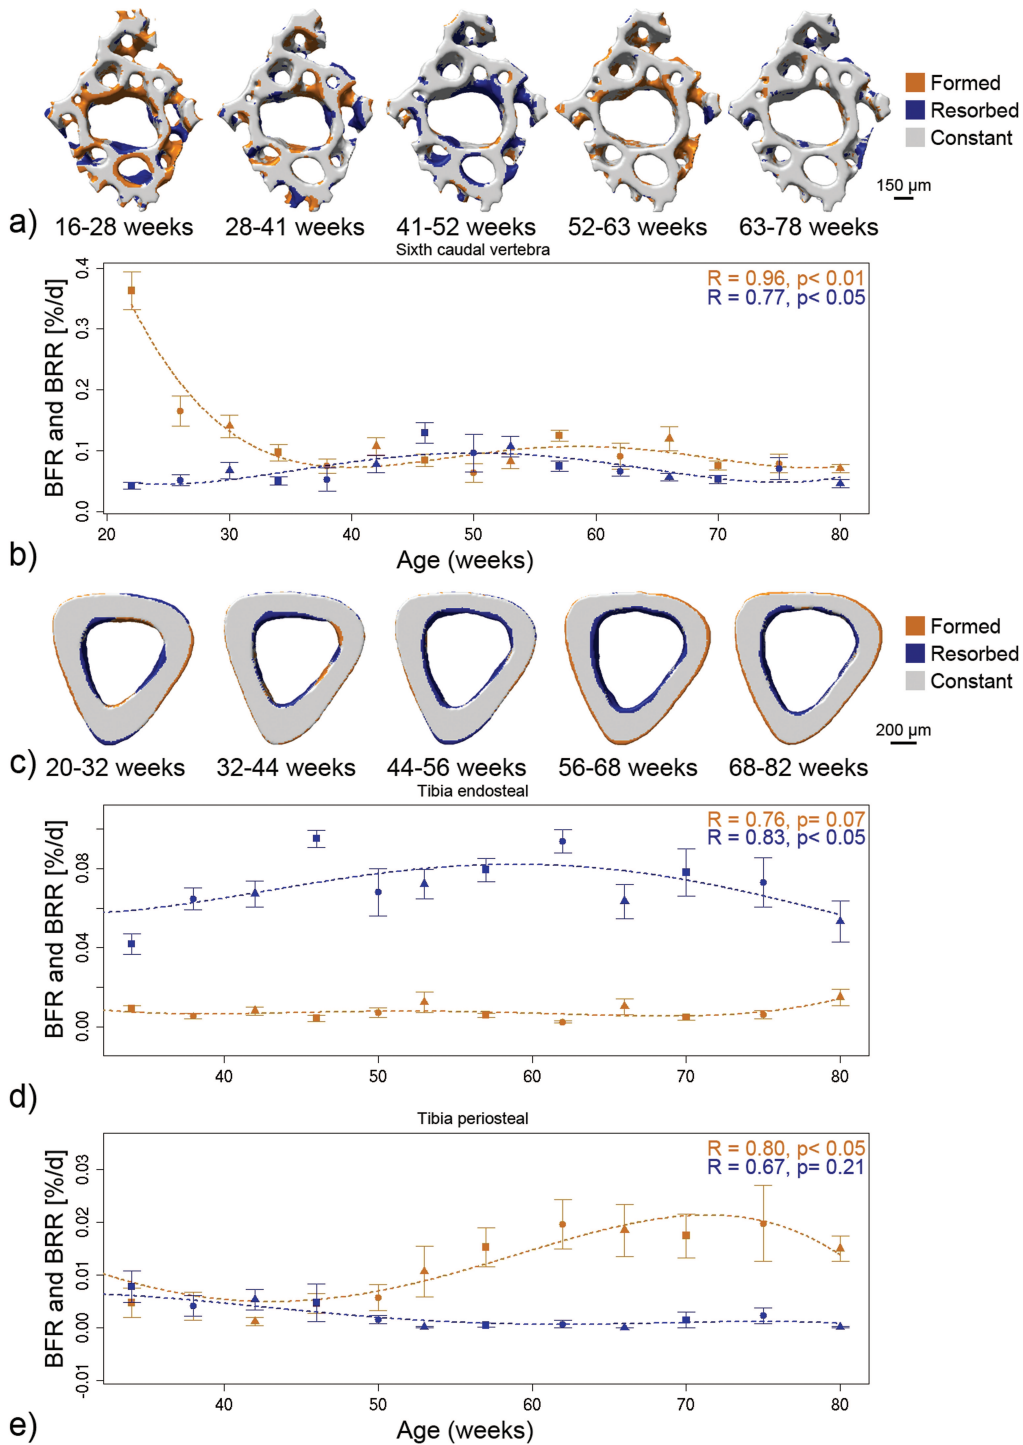 Formed
Resorbed
Constant
150 µm
a)
16-28 weeks
28-41 weeks
41-52 weeks
52-63 weeks
63-78 weeks
Sixth caudal vertebra
R = 0.96, p< 0.01
R = 0.77, p< 0.05
BFR and BRR [%/d]
0.4
0.3
0.2
0.1
0.0
20
30
40
50
60
70
80
Age (weeks)
b)
Formed
Resorbed
Constant
200 µm
c)
20-32 weeks
32-44 weeks
44-56 weeks
56-68 weeks
68-82 weeks
Tibia endosteal
R = 0.76, p= 0.07
R = 0.83, p< 0.05
BFR and BRR [%/d]
0.08
0.04
0.00
40
50
60
70
80
d)
Tibia periosteal
R = 0.80, p< 0.05
R = 0.67, p= 0.21
BFR and BRR [%/d]
0.03
0.02
0.01
0.00
-0.01
40
50
60
70
80
Age (weeks)
e)